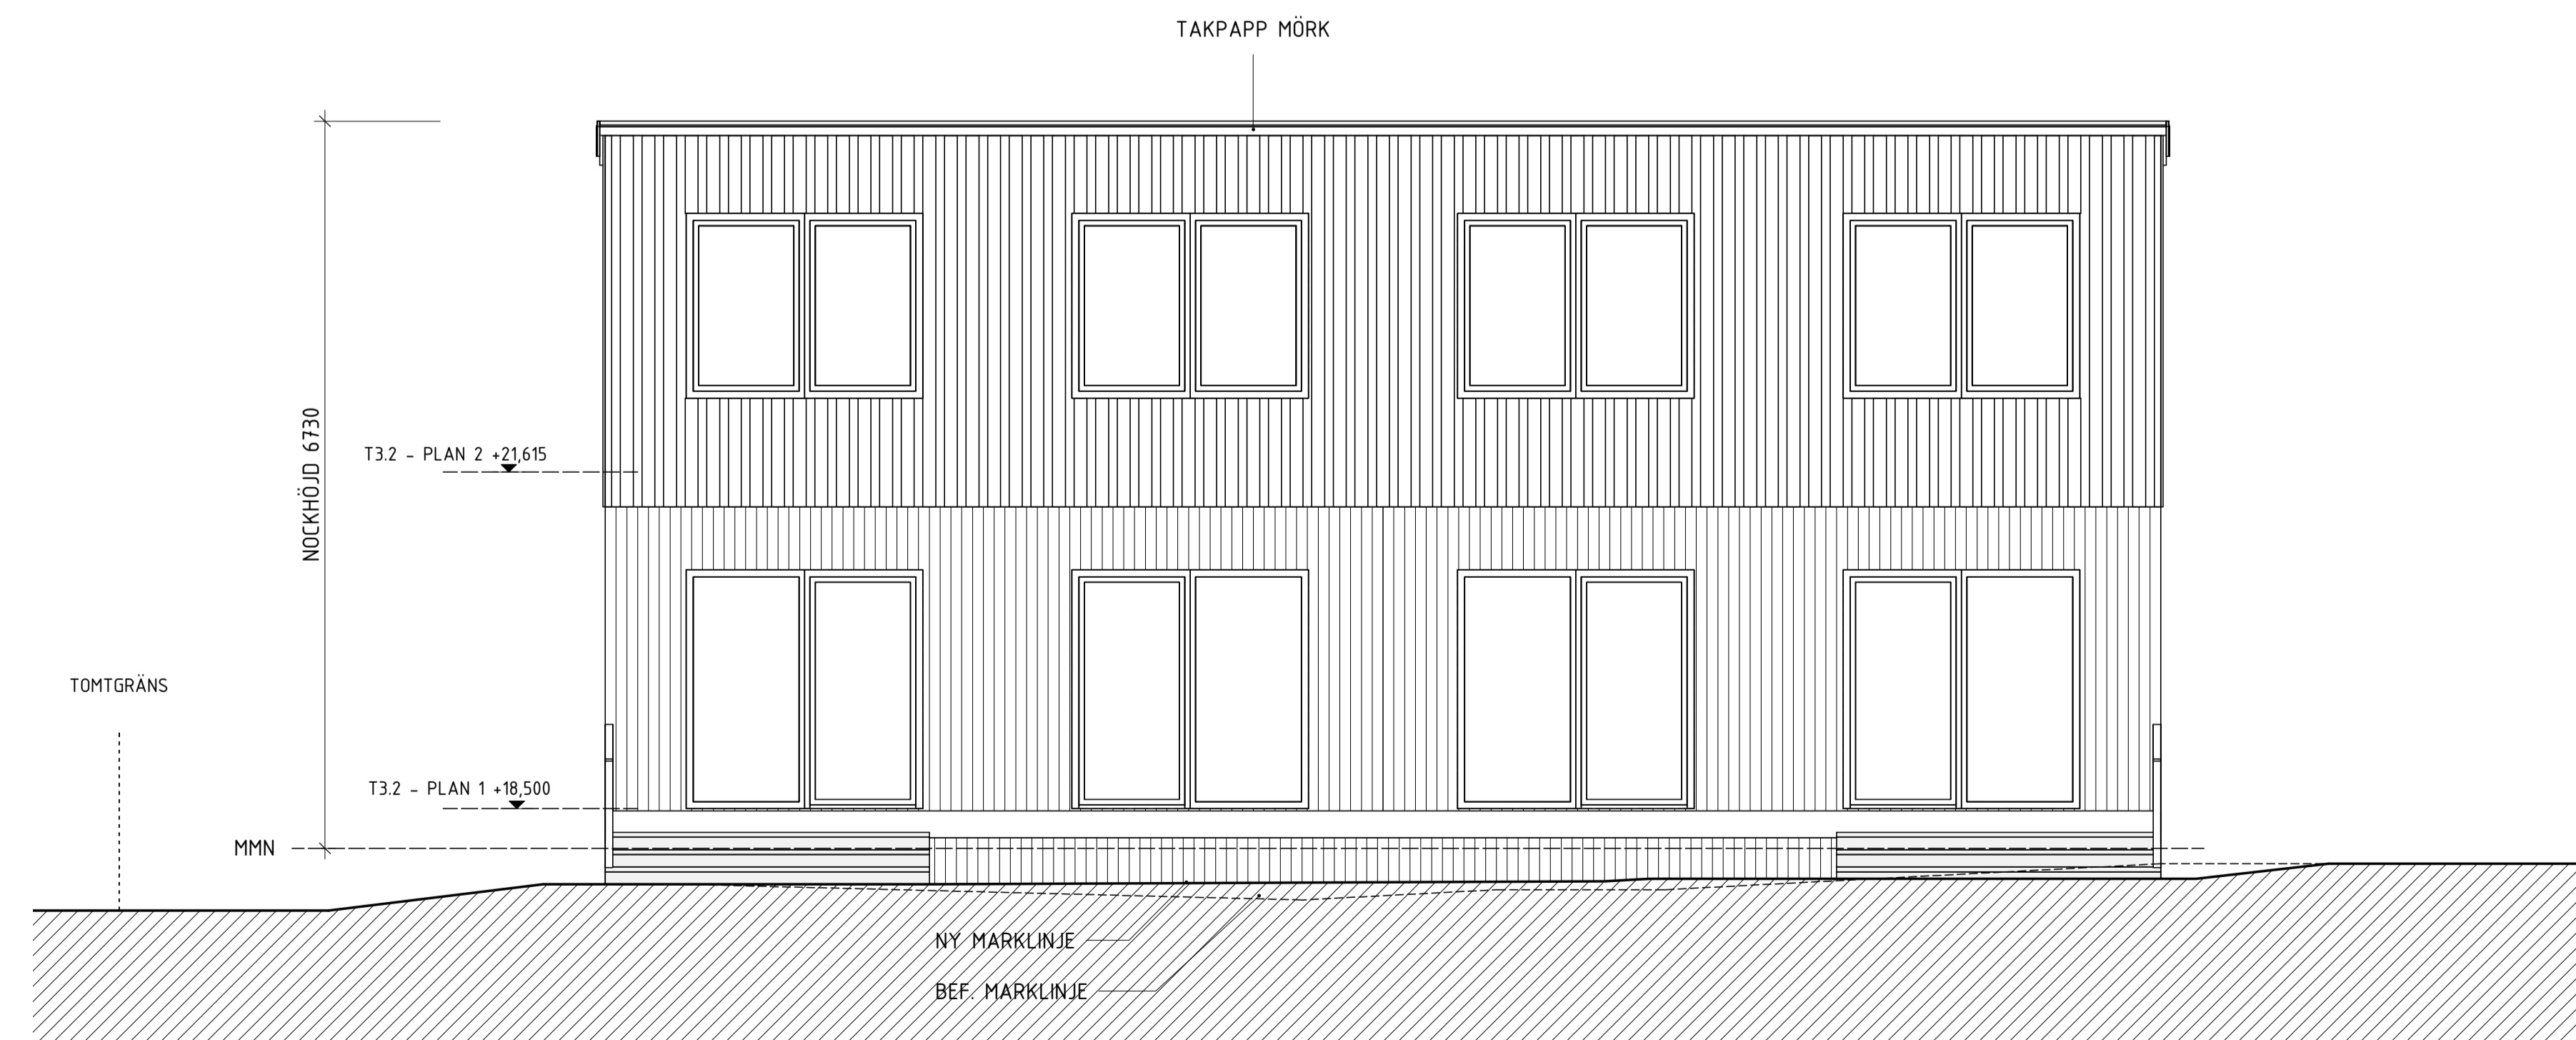 TAKPAPP MÖRK
NOCKHÖJD 6730
T3.2 - PLAN 2 +21,615
TOMTGRÄNS
T3.2 - PLAN 1 +18,500
MMN
NY MARKLINJE
BEF. MARKLINJE